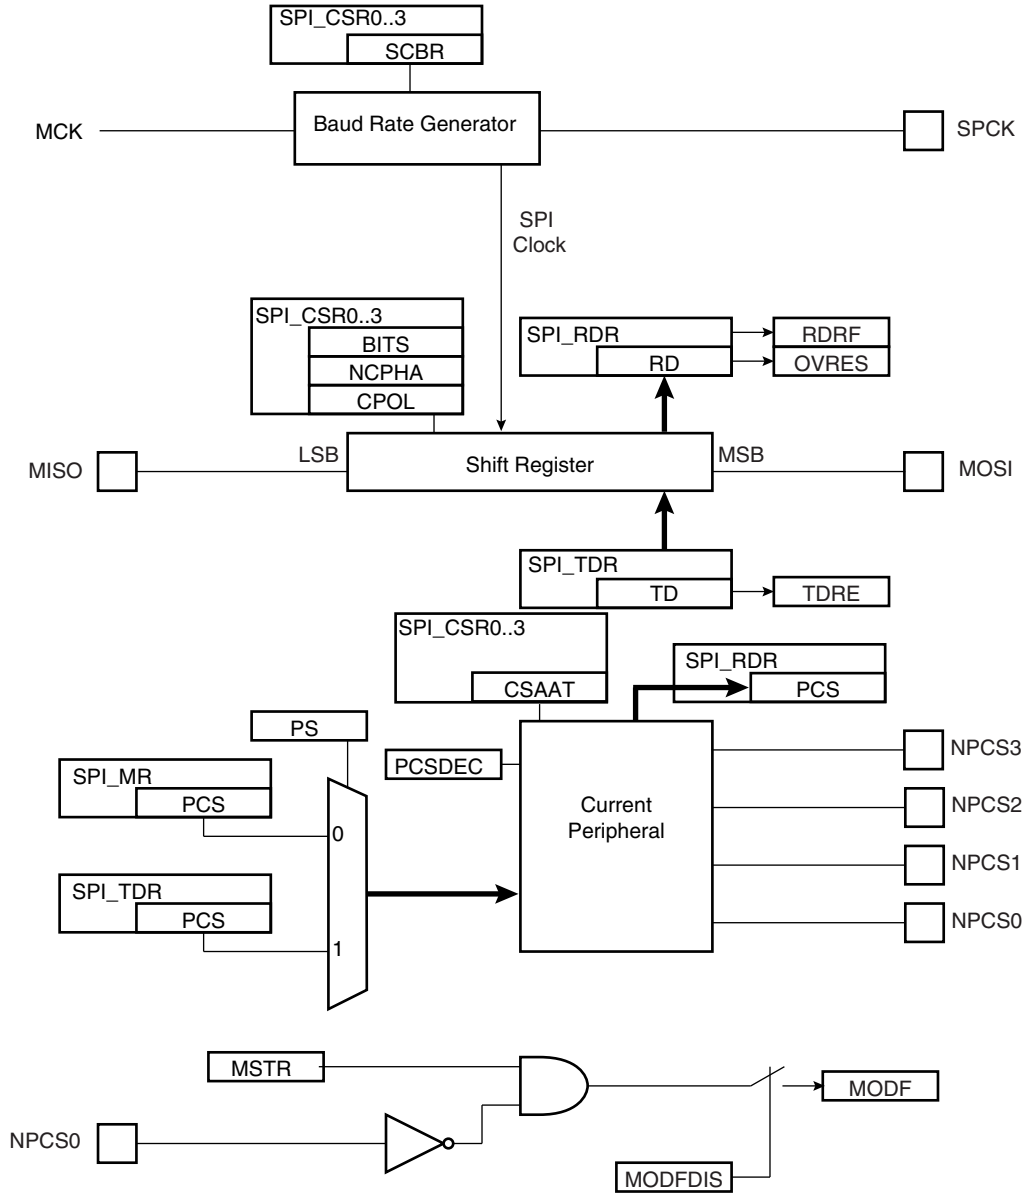 SPI_CSR0..3
SCBR
MCK
Baud Rate Generator
SPCK
SPI
Clock
SPI_CSR0..3
BITS
NCPHA
CPOL
SPI_RDR
RD
RDRF
OVRES
MISO
LSB
Shift Register
MSB
MOSI
SPI_TDR
TD
TDRE
SPI_CSR0..3
CSAAT
SPI_RDR
PCS
PS
PCSDEC
SPI_MR
PCS
0
Current
Peripheral
NPCS3
NPCS2
NPCS1
NPCS0
SPI_TDR
PCS
1
MSTR
MODF
NPCS0
MODFDIS